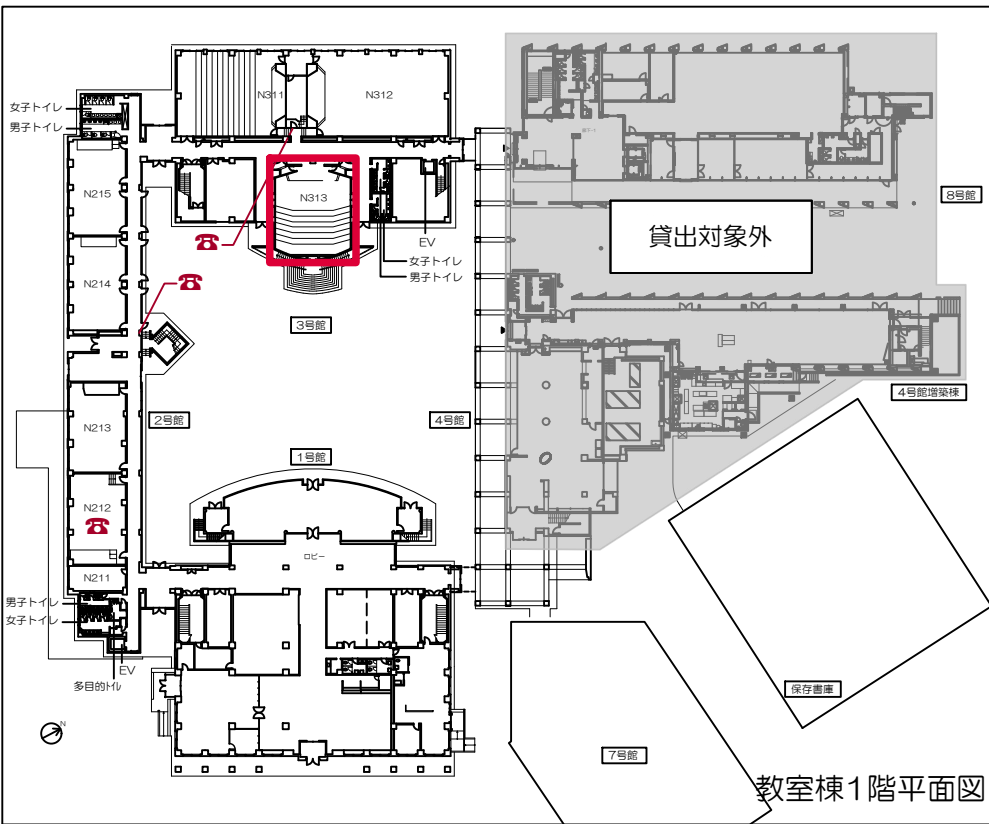 女子トイレ
男子トイレ
N311
N312
N215
N313
8号館
貸出対象外
EV
女子トイレ
男子トイレ
N214
3号館
4号館増築棟
N213
2号館
4号館
1号館
N212
ロビー
N211
男子トイレ
女子トイレ
EV
多目的トイレ
保存書庫
N
7号館
教室棟1階平面図